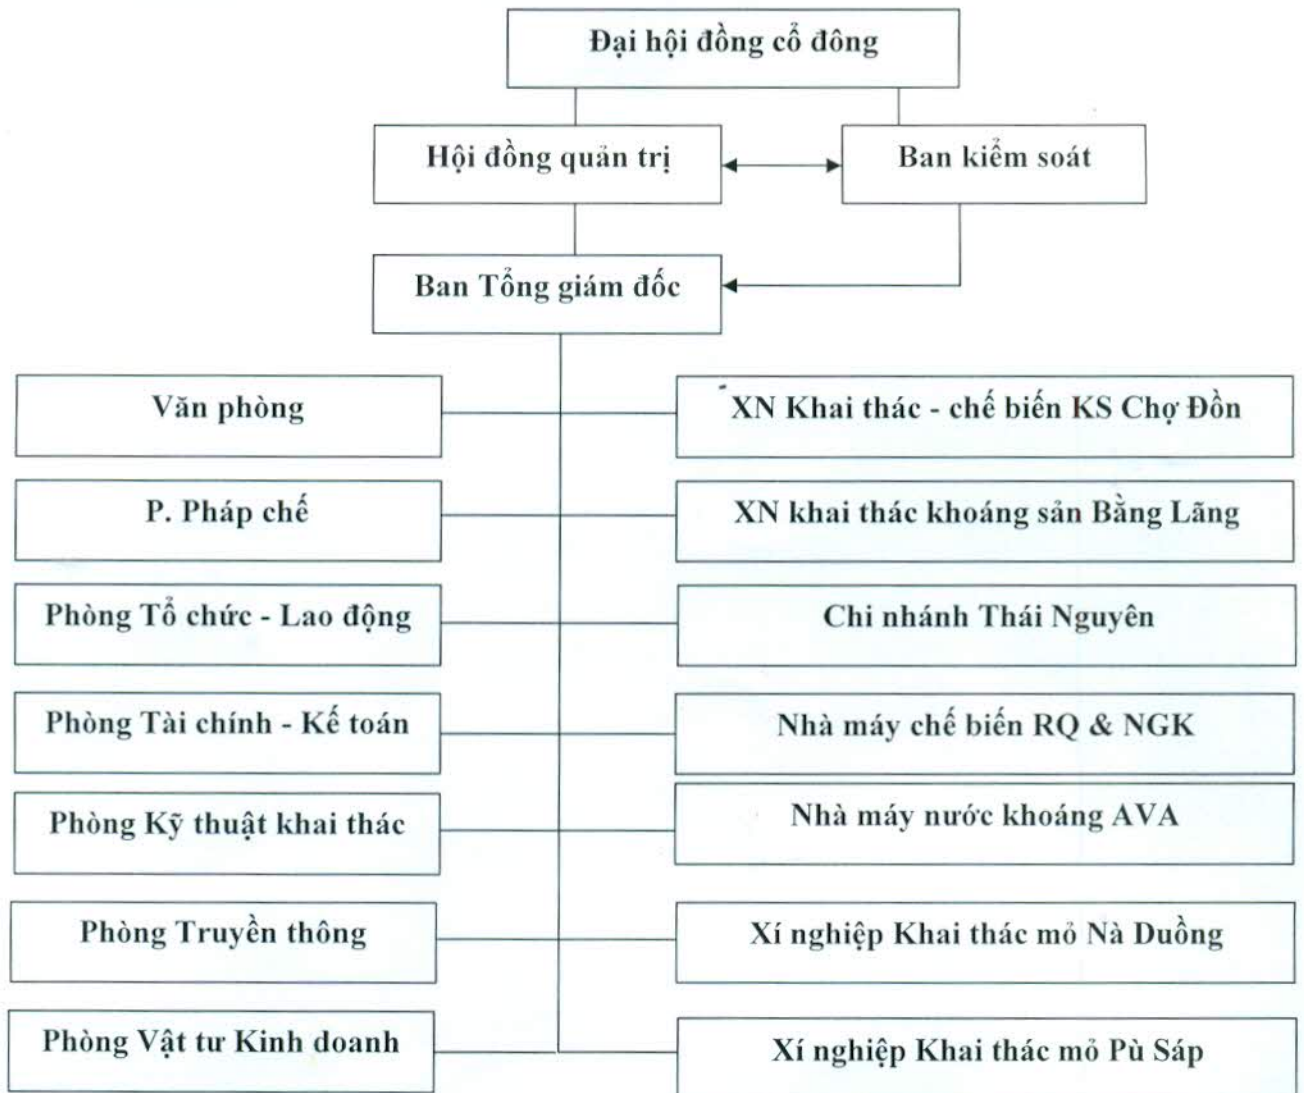 Đại hội đồng cổ đông
Hội đồng quản trị
Ban kiểm soát
Ban Tổng giám đốc
Văn phòng
XN Khai thác - chế biến KS Chợ Đồn
P. Pháp chế
XN khai thác khoáng sản Bằng Lãng
Phòng Tổ chức - Lao động
Chi nhánh Thái Nguyên
Phòng Tài chính - Kế toán
Nhà máy chế biến RQ & NGK
Phòng Kỹ thuật khai thác
Nhà máy nước khoáng AVA
Phòng Truyền thông
Xí nghiệp Khai thác mỏ Nà Duồng
Phòng Vật tư Kinh doanh
Xí nghiệp Khai thác mỏ Pù Sáp